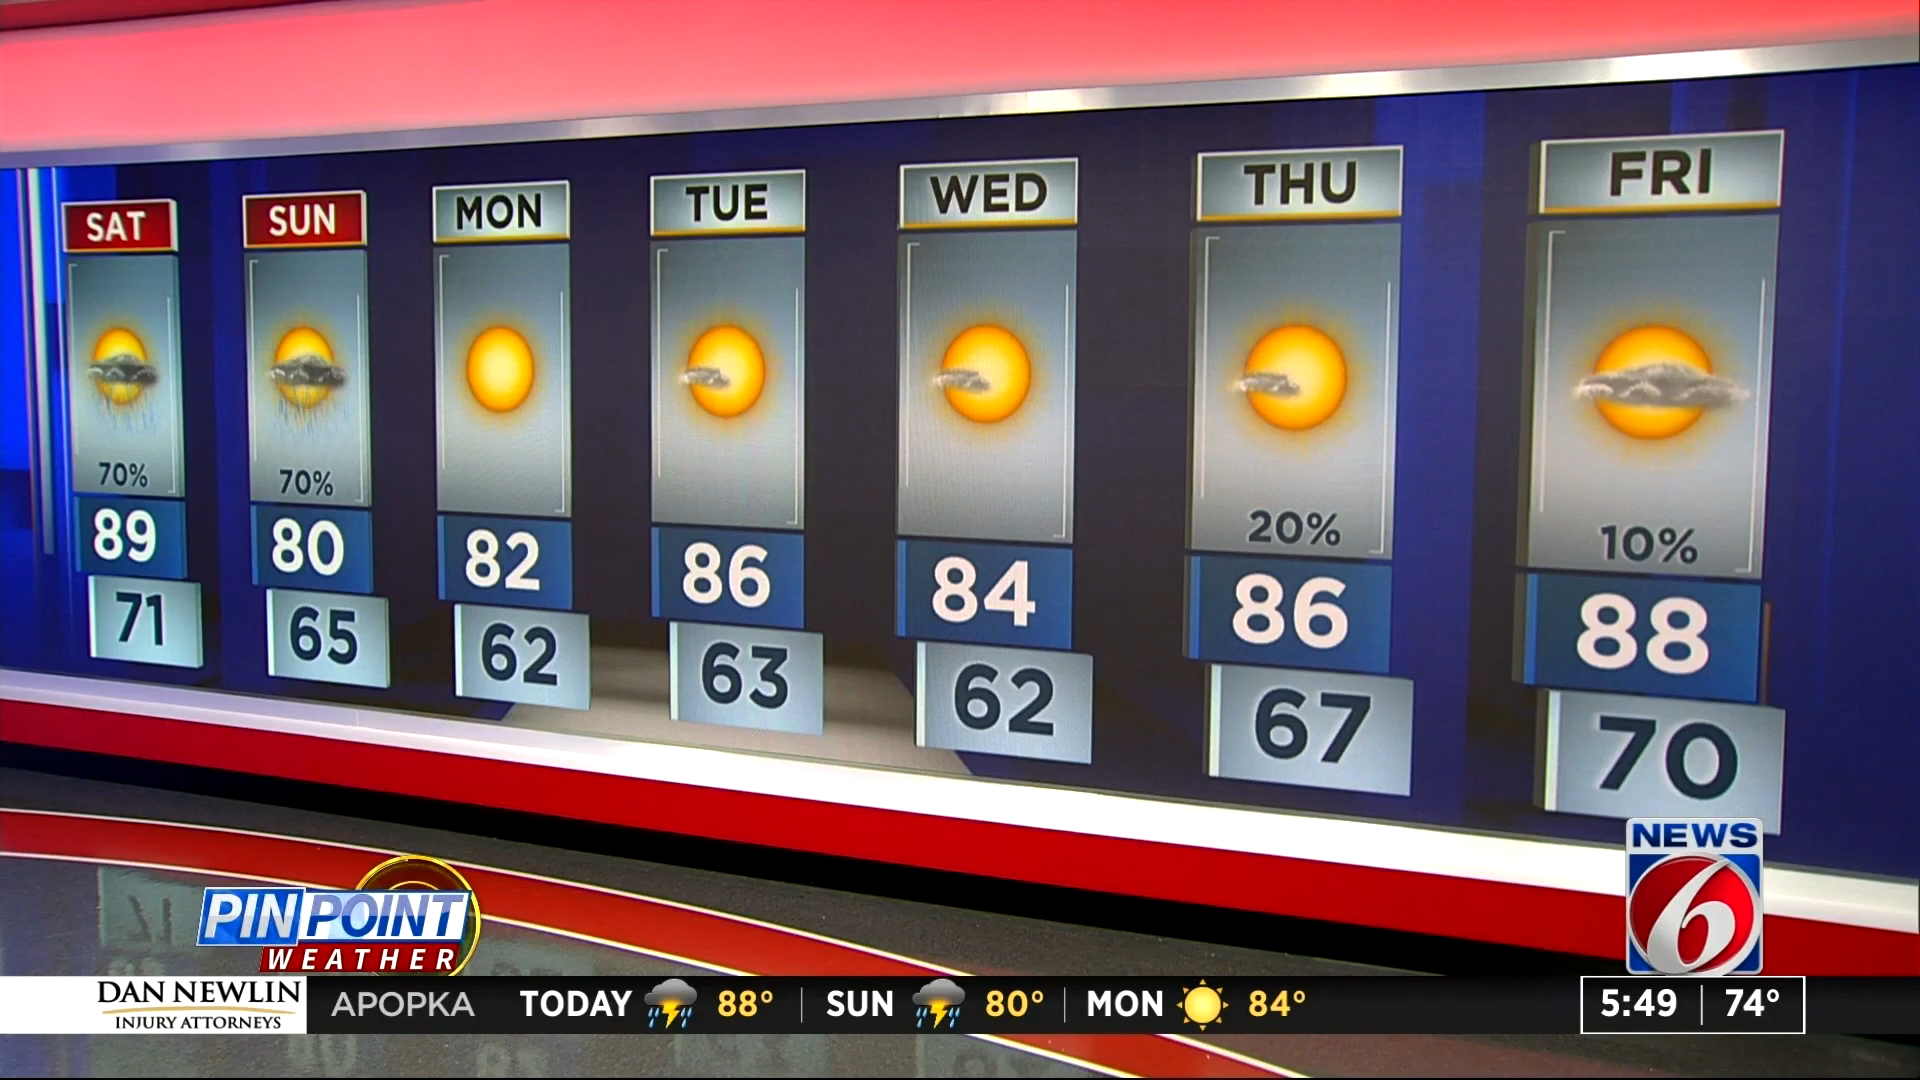 SAT SUN MON TUE WED THU FRI
70% 70% 20% 10%
89 80 82 86 84 86 88
71 65 62 63 62 67 70
NEWS
6
PINPOINT
WEATHER
DAN NEWLIN
INJURY ATTORNEYS
APOPKA TODAY 88° SUN 80° MON 84°
5:49 74°